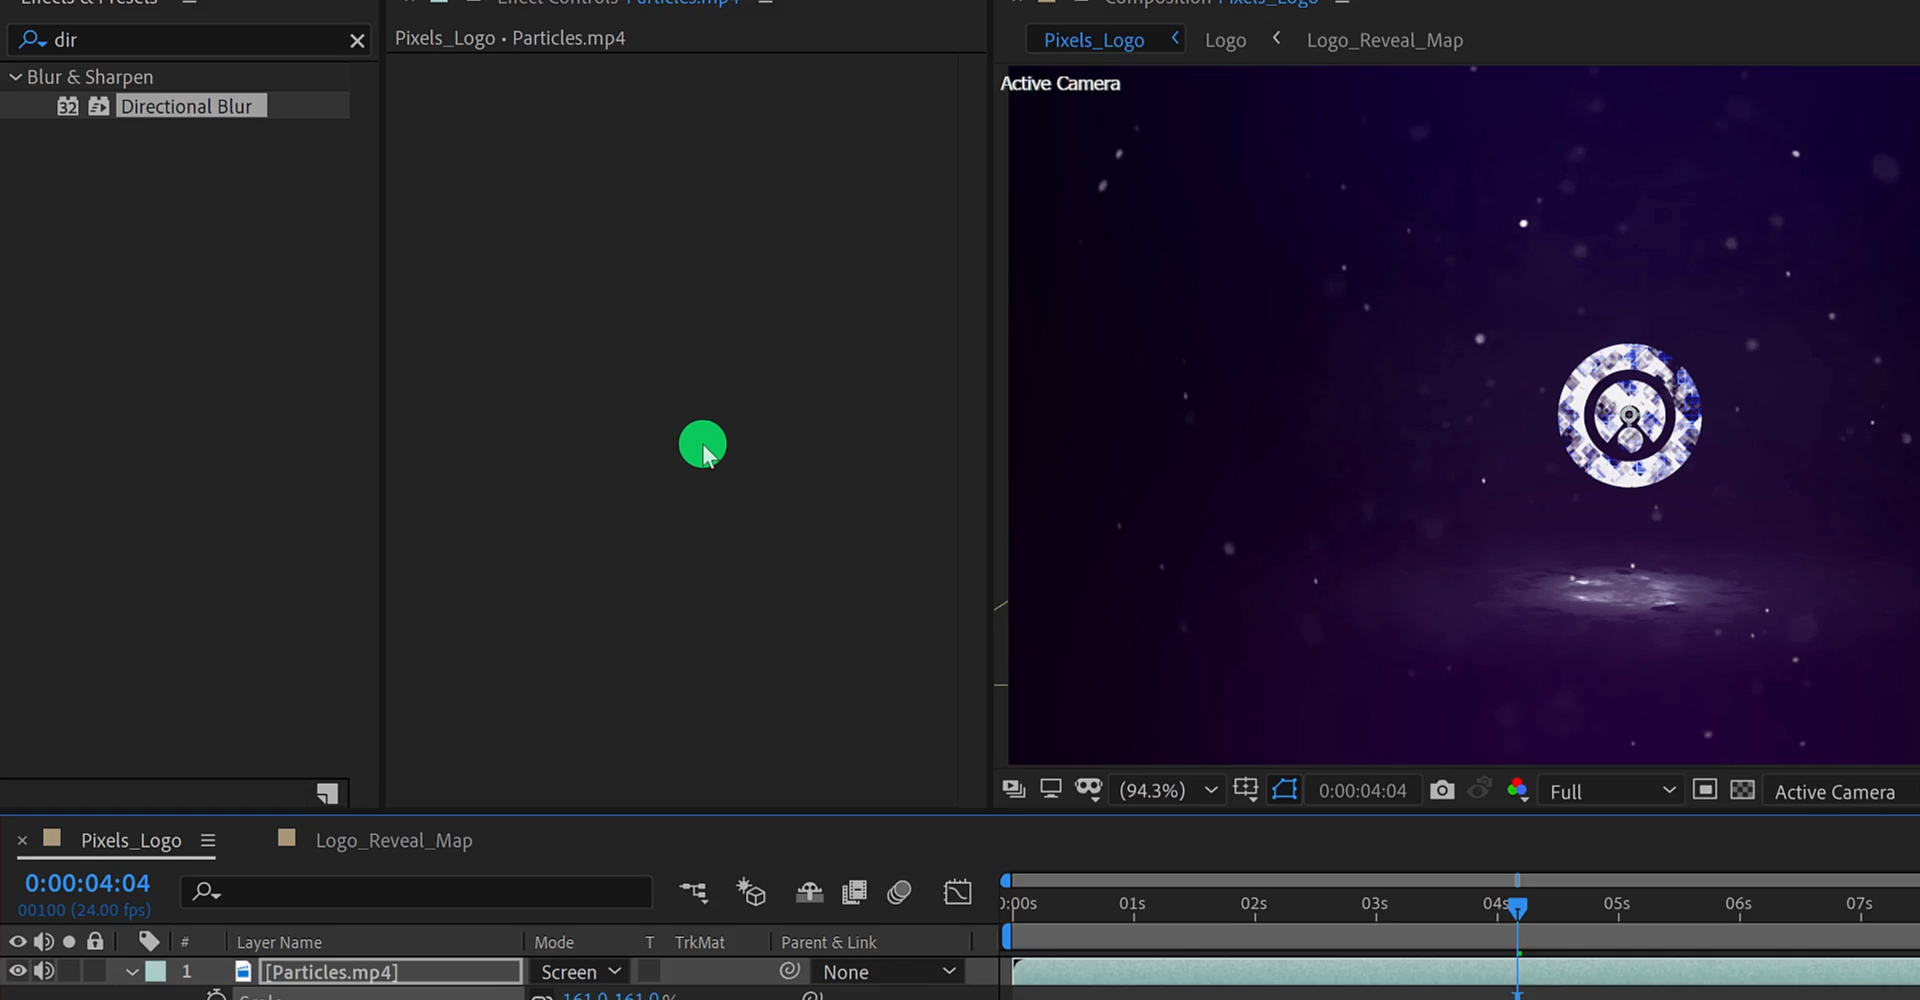 Effects & Presets
dir
Blur & Sharpen
32 Directional Blur
Effect Controls Particles.mp4
Pixels_Logo • Particles.mp4
Composition Pixels_Logo
Pixels_Logo Logo Logo_Reveal_Map
Active Camera
(94.3%) 0:00:04:04 Full Active Camera
Pixels_Logo Logo_Reveal_Map
0:00:04:04
00100 (24.00 fps)
0:00s 01s 02s 03s 04s 05s 06s 07s
# Layer Name Mode T TrkMat Parent & Link
1 [Particles.mp4] Screen None
Scale 161.0,161.0%